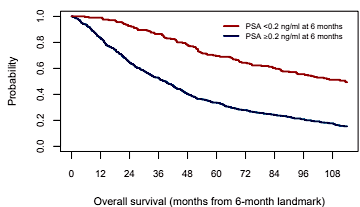 PSA <0.2 ng/ml at 6 months
PSA ≥0.2 ng/ml at 6 months
Probability
1.0
0.8
0.6
0.4
0.2
0.0
0 12 24 36 48 60 72 84 96 108
Overall survival (months from 6-month landmark)